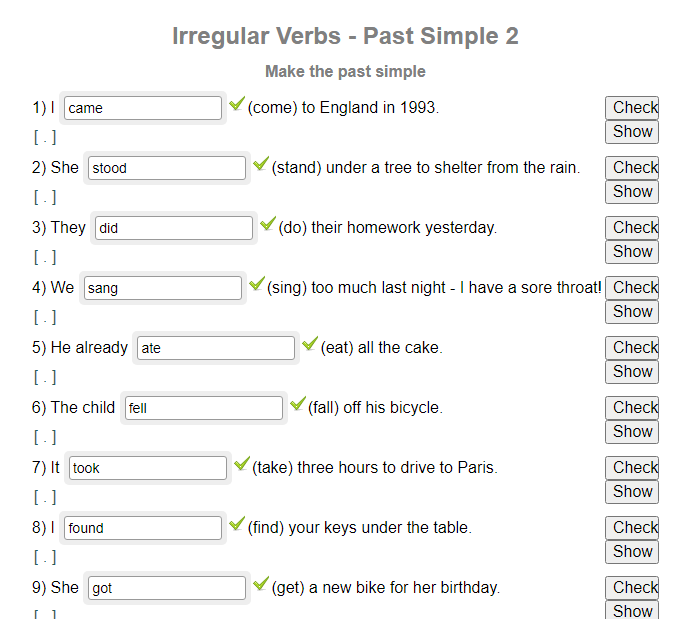 Irregular Verbs - Past Simple 2
Make the past simple
1) I came (come) to England in 1993. Check
[ . ] Show
2) She stood (stand) under a tree to shelter from the rain. Check
[ . ] Show
3) They did (do) their homework yesterday. Check
[ . ] Show
4) We sang (sing) too much last night - I have a sore throat! Check
[ . ] Show
5) He already ate (eat) all the cake. Check
[ . ] Show
6) The child fell (fall) off his bicycle. Check
[ . ] Show
7) It took (take) three hours to drive to Paris. Check
[ . ] Show
8) I found (find) your keys under the table. Check
[ . ] Show
9) She got (get) a new bike for her birthday. Check
[ . ] Show